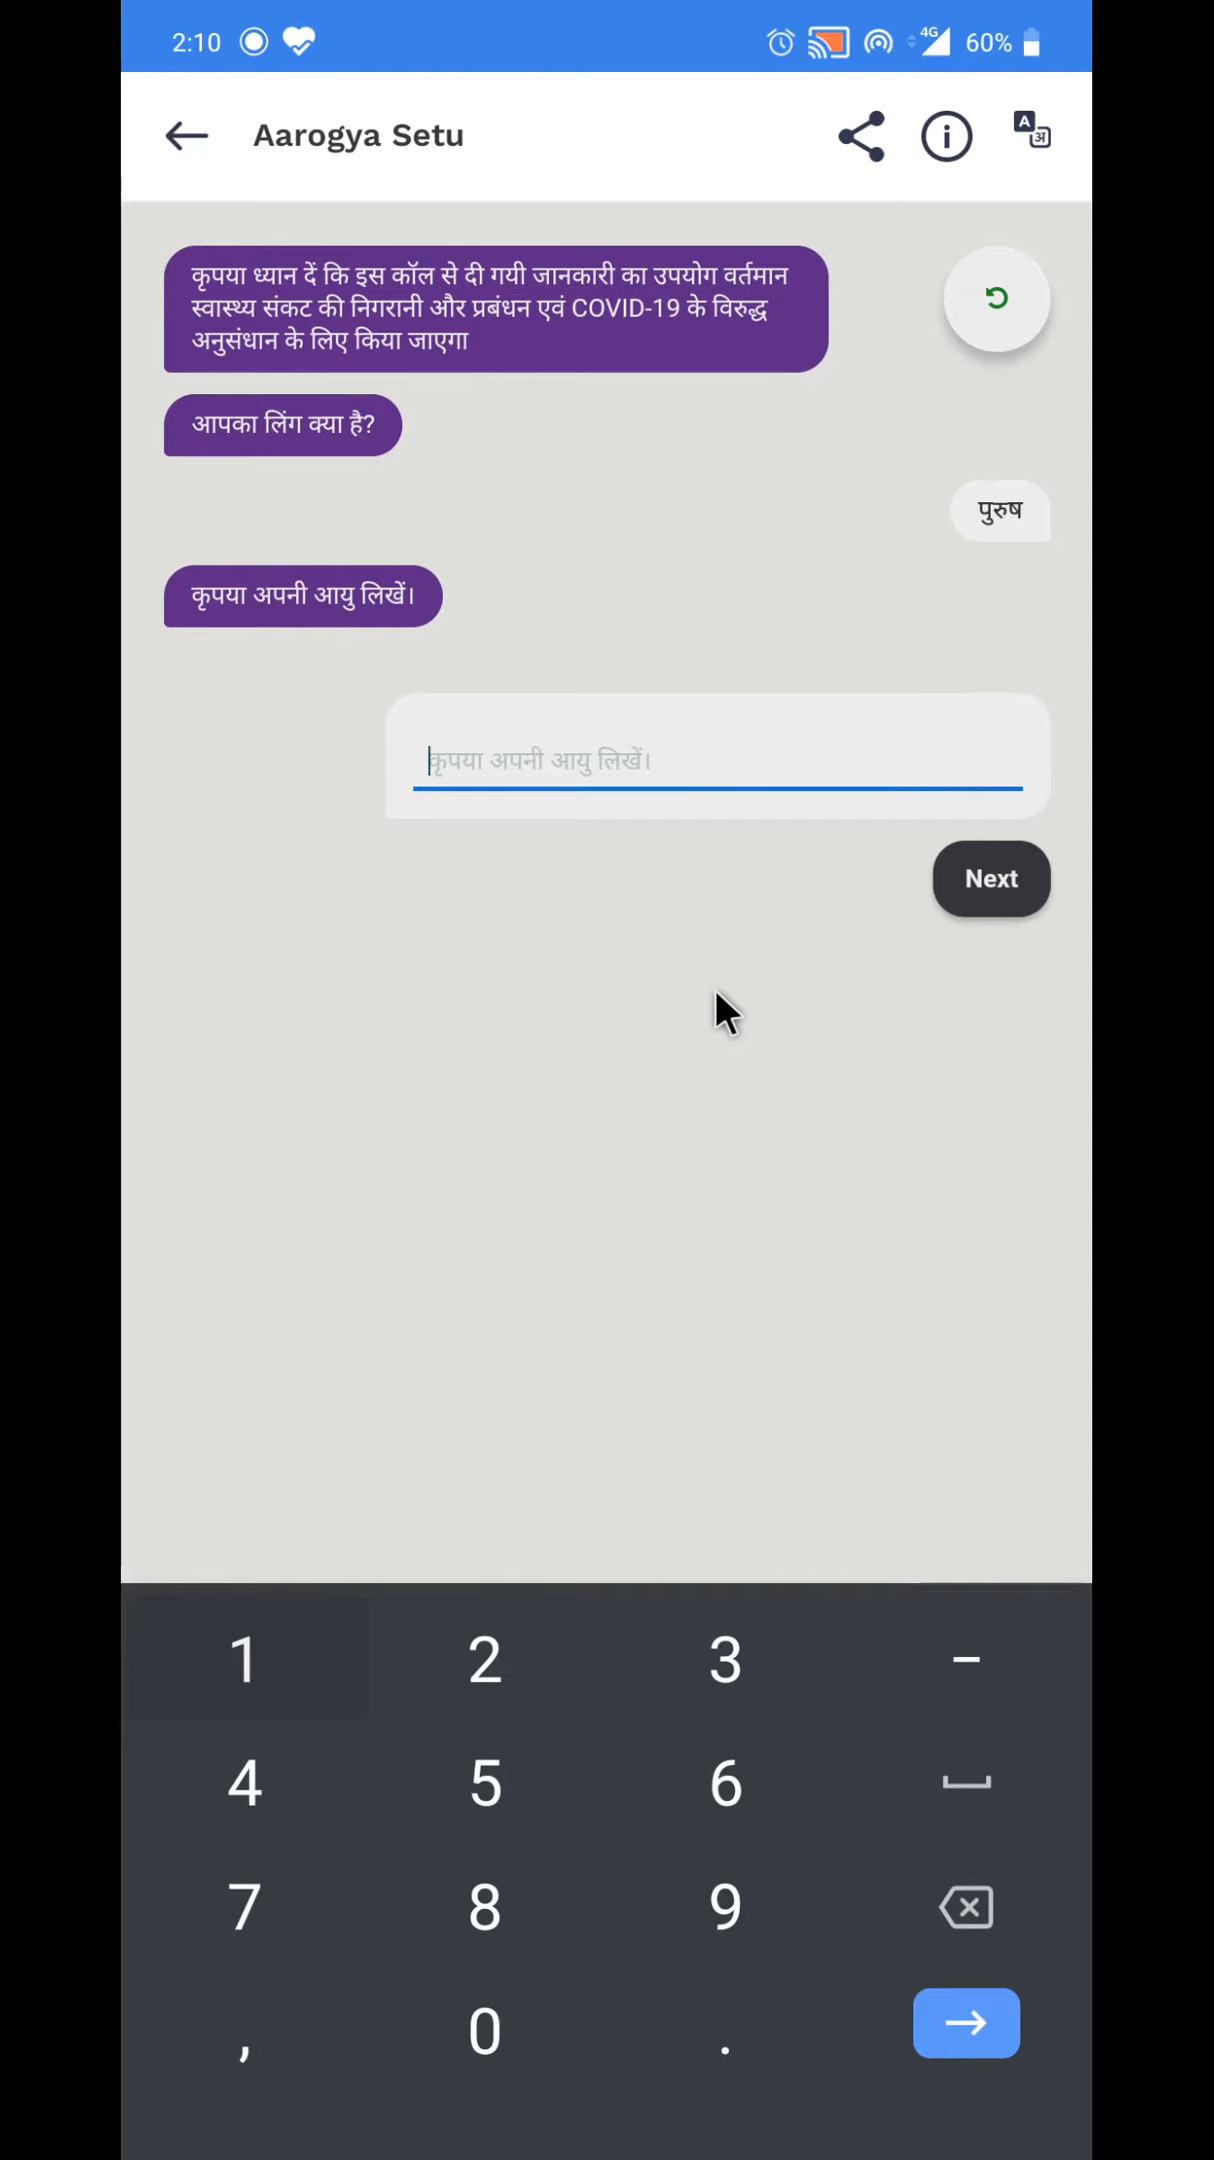 2:10
4G
60%
Aarogya Setu
A
अ
कृपया ध्यान दें कि इस कॉल से दी गयी जानकारी का उपयोग वर्तमान
स्वास्थ्य संकट की निगरानी और प्रबंधन एवं COVID-19 के विरुद्ध
अनुसंधान के लिए किया जाएगा
आपका लिंग क्या है?
पुरुष
कृपया अपनी आयु लिखें।
कृपया अपनी आयु लिखें।
Next
1 2 3 –
4 5 6
7 8 9
, 0 .